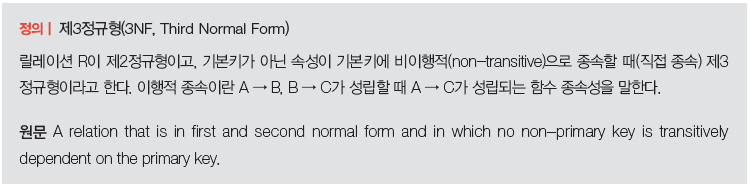 정의 | 제3정규형(3NF, Third Normal Form)
릴레이션 R이 제2정규형이고, 기본키가 아닌 속성이 기본키에 비이행적(non-transitive)으로 종속할 때(직접 종속) 제3
정규형이라고 한다. 이행적 종속이란 A → B, B → C가 성립할 때 A → C가 성립되는 함수 종속성을 말한다.
원문 A relation that is in first and second normal form and in which no non-primary key is transitively
dependent on the primary key.